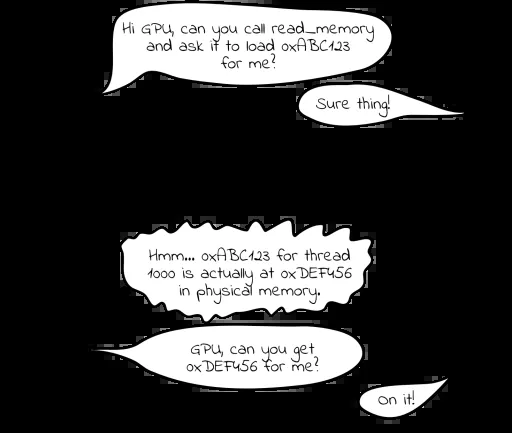 Hi GPU, can you call read_memory
and ask it to load 0xABC123
for me?
Sure thing!
Hmm... 0xABC123 for thread
1000 is actually at 0xDEF456
in physical memory.
GPU, can you get
0xDEF456 for me?
On it!